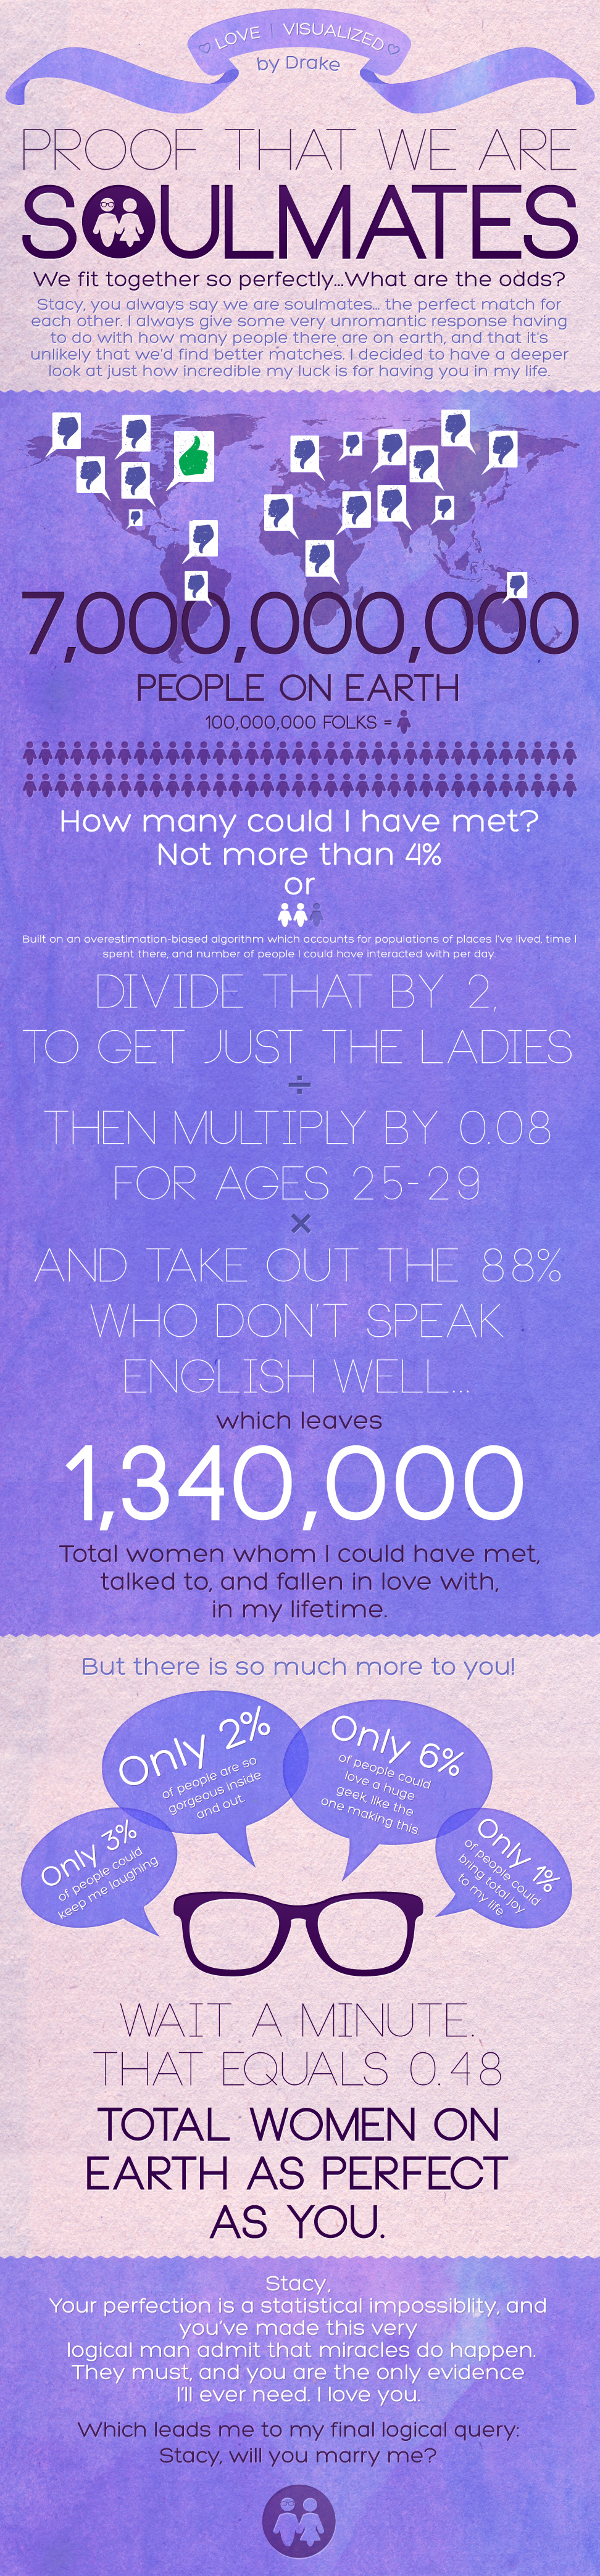 LOVE | VISUALIZED
by Drake
PROOF THAT WE ARE
SOULMATES
We fit together so perfectly...What are the odds?
Stacy, you always say we are soulmates... the perfect match for
each other. I always give some very unromantic response having
to do with how many people there are on earth, and that it's
unlikely that we'd find better matches. I decided to have a deeper
look at just how incredible my luck is for having you in my life.
7,000,000,000
PEOPLE ON EARTH
100,000,000 FOLKS =
How many could I have met?
Not more than 4%
or
Built on an overestimation-biased algorithm which accounts for populations of places I've lived, time I
spent there, and number of people I could have interacted with per day.
DIVIDE THAT BY 2,
TO GET JUST THE LADIES
÷
THEN MULTIPLY BY 0.08
FOR AGES 25-29
×
AND TAKE OUT THE 88%
WHO DON'T SPEAK
ENGLISH WELL...
which leaves
1,340,000
Total women whom I could have met,
talked to, and fallen in love with,
in my lifetime.
But there is so much more to you!
Only 3%
of people could
keep me laughing
Only 2%
of people are so
gorgeous inside
and out.
Only 6%
of people could
love a huge
geek, like the
one making this.
Only 1%
of people could
bring total joy
to my life
WAIT A MINUTE.
THAT EQUALS 0.48
TOTAL WOMEN ON
EARTH AS PERFECT
AS YOU.
Stacy,
Your perfection is a statistical impossiblity, and
you've made this very
logical man admit that miracles do happen.
They must, and you are the only evidence
I'll ever need. I love you.
Which leads me to my final logical query:
Stacy, will you marry me?